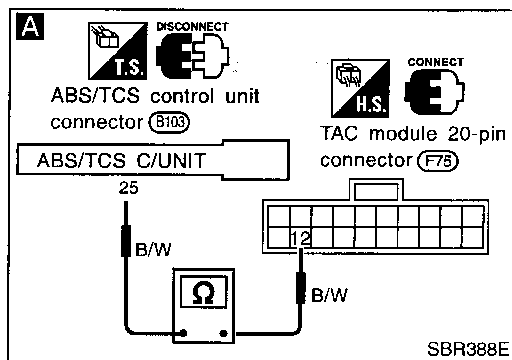 A
DISCONNECT
T.S.
ABS/TCS control unit
connector B103
CONNECT
H.S.
TAC module 20-pin
connector F75
ABS/TCS C/UNIT
25
12
B/W
Ω
B/W
SBR388E